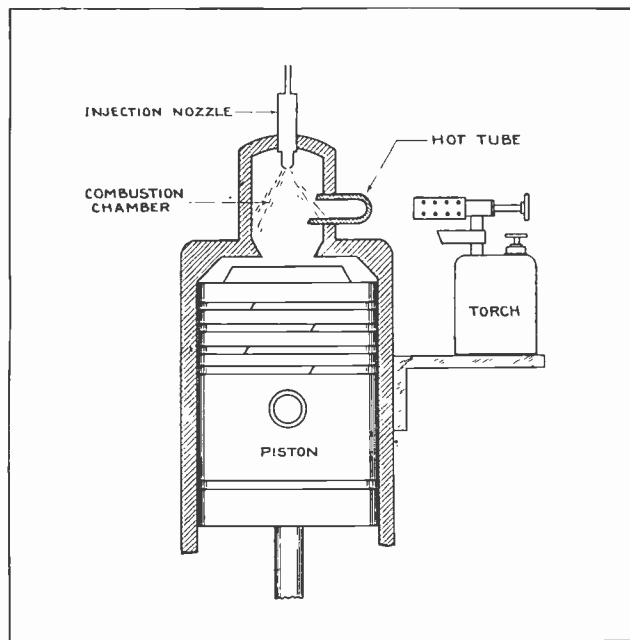 INJECTION NOZZLE
HOT TUBE
COMBUSTION
CHAMBER
TORCH
PISTON